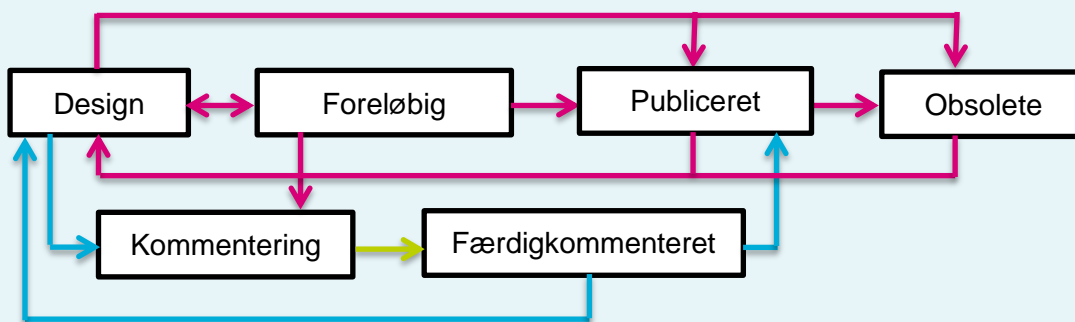 Design
Foreløbig
Publiceret
Obsolete
Kommentering
Færdigkommenteret